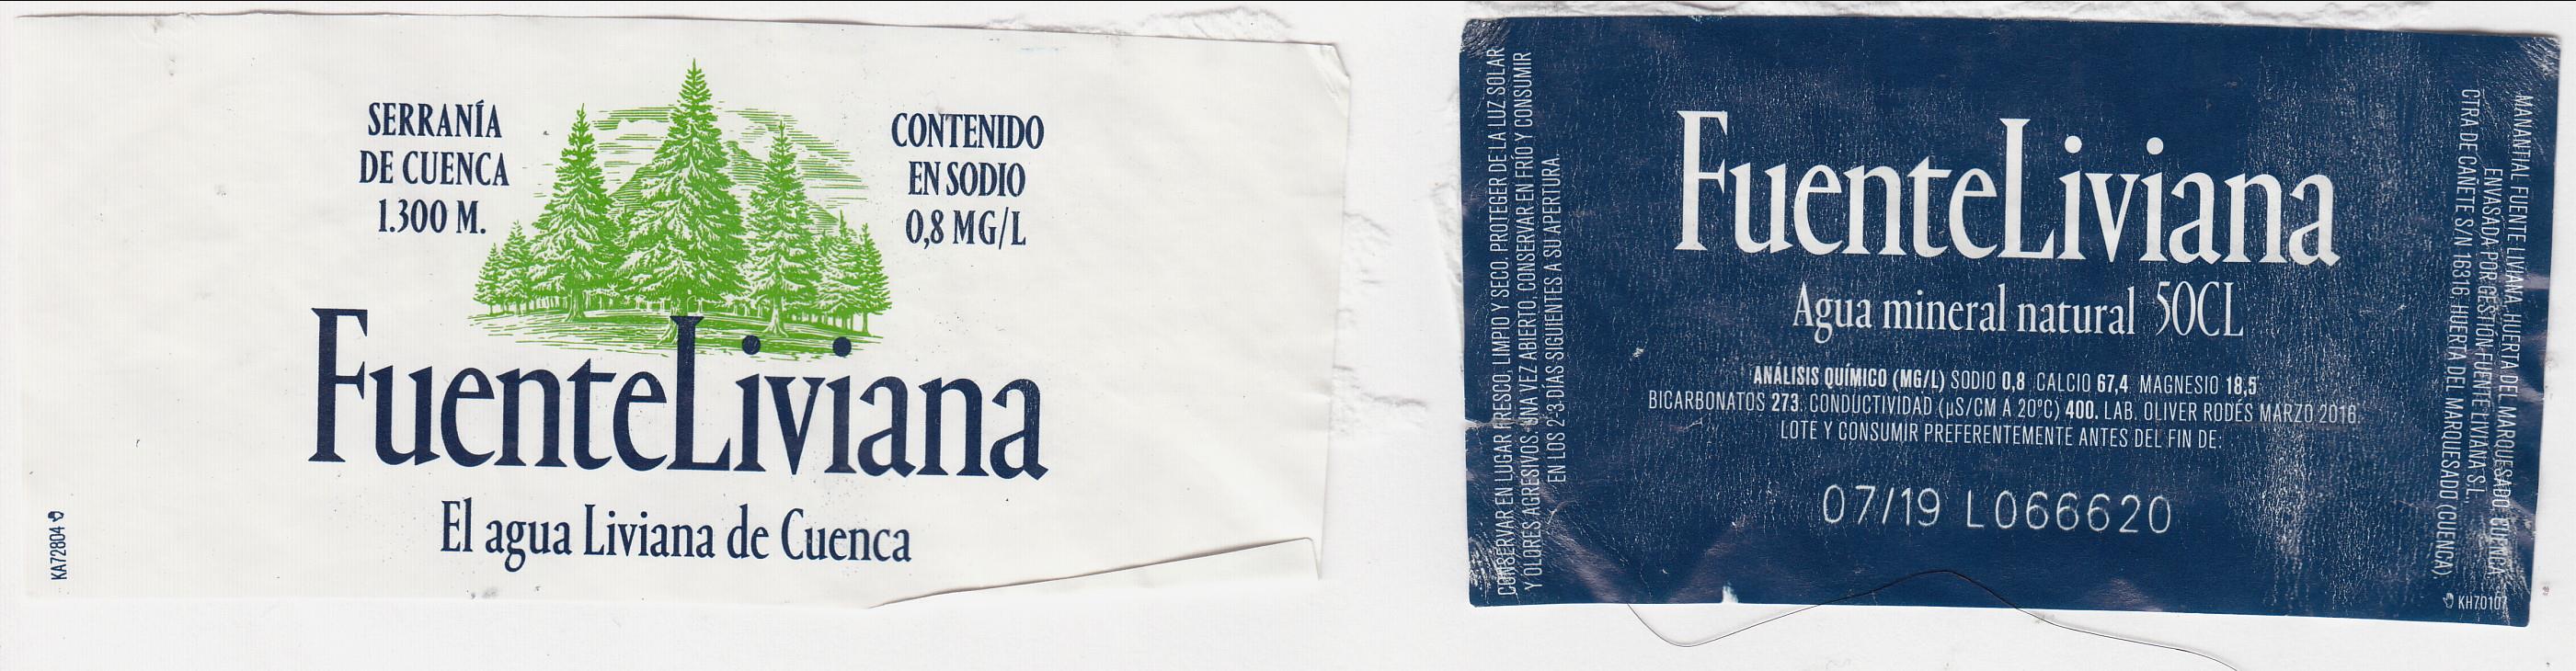 SERRANÍA
DE CUENCA
1.300 M.
CONTENIDO
EN SODIO
0,8 MG/L
FuenteLiviana
El agua Liviana de Cuenca
KA72804
CONSERVAR EN LUGAR FRESCO, LIMPIO Y SECO. PROTEGER DE LA LUZ SOLAR
Y OLORES AGRESIVOS. UNA VEZ ABIERTO, CONSERVAR EN FRÍO Y CONSUMIR
EN LOS 2-3 DÍAS SIGUIENTES A SU APERTURA.
FuenteLiviana
Agua mineral natural 50CL
ANÁLISIS QUÍMICO (MG/L) SODIO 0,8 CALCIO 67,4 MAGNESIO 18,5
BICARBONATOS 273. CONDUCTIVIDAD (µS/CM A 20°C) 400. LAB. OLIVER RODÉS MARZO 2016.
LOTE Y CONSUMIR PREFERENTEMENTE ANTES DEL FIN DE:
07/19 L066620
MANANTIAL FUENTE LIVIANA. HUERTA DEL MARQUESADO. CUENCA
ENVASADA POR GESTIÓN FUENTE LIVIANA S.L.
CTRA DE CAÑETE S/N 16316 HUERTA DEL MARQUESADO (CUENCA).
KH70107